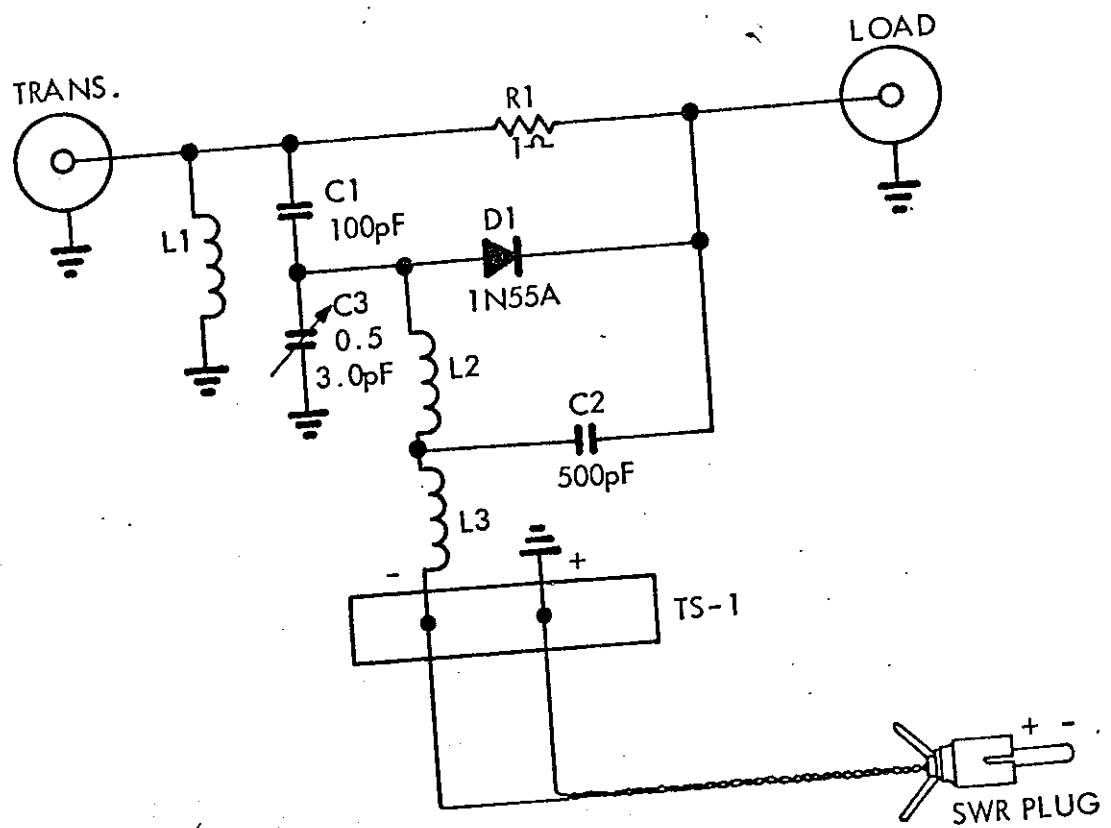 TRANS.
LOAD
R1
1Ω
L1
C1
100pF
D1
1N55A
C3
0.5
3.0pF
L2
C2
500pF
L3
-
+
TS-1
+ -
SWR PLUG